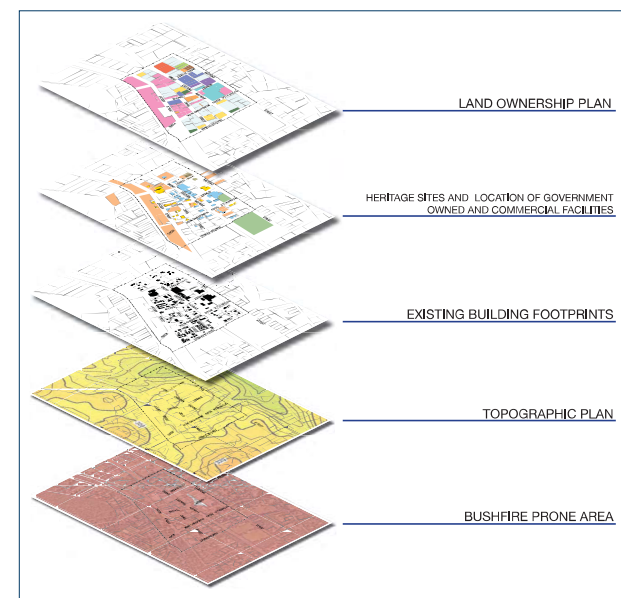 LAND OWNERSHIP PLAN
HERITAGE SITES AND LOCATION OF GOVERNMENT
OWNED AND COMMERCIAL FACILITIES
EXISTING BUILDING FOOTPRINTS
TOPOGRAPHIC PLAN
BUSHFIRE PRONE AREA